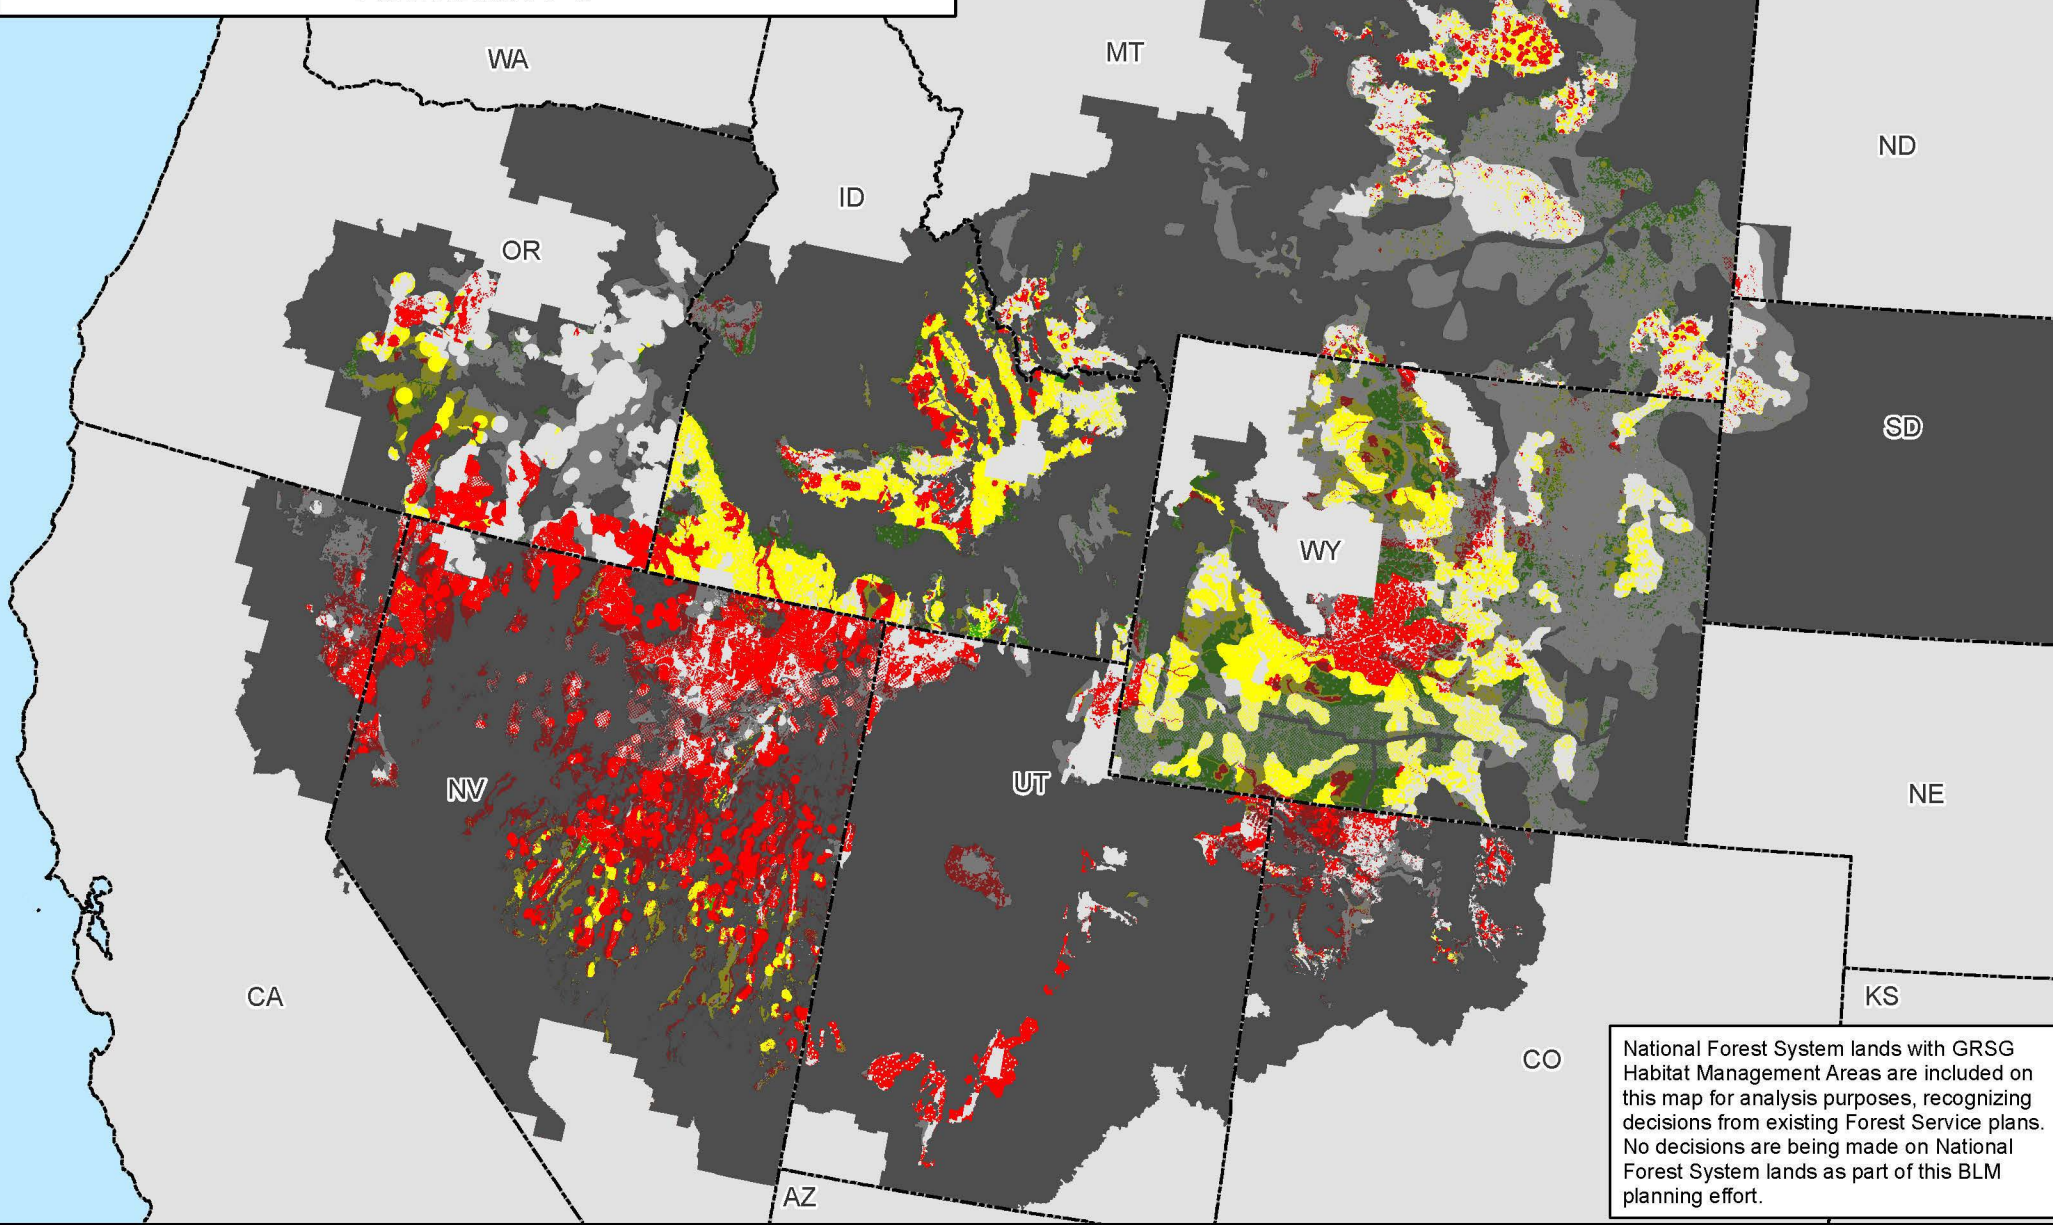 WA
MT
ND
ID
OR
SD
WY
NV
UT
NE
CA
KS
CO
AZ
National Forest System lands with GRSG
Habitat Management Areas are included on
this map for analysis purposes, recognizing
decisions from existing Forest Service plans.
No decisions are being made on National
Forest System lands as part of this BLM
planning effort.